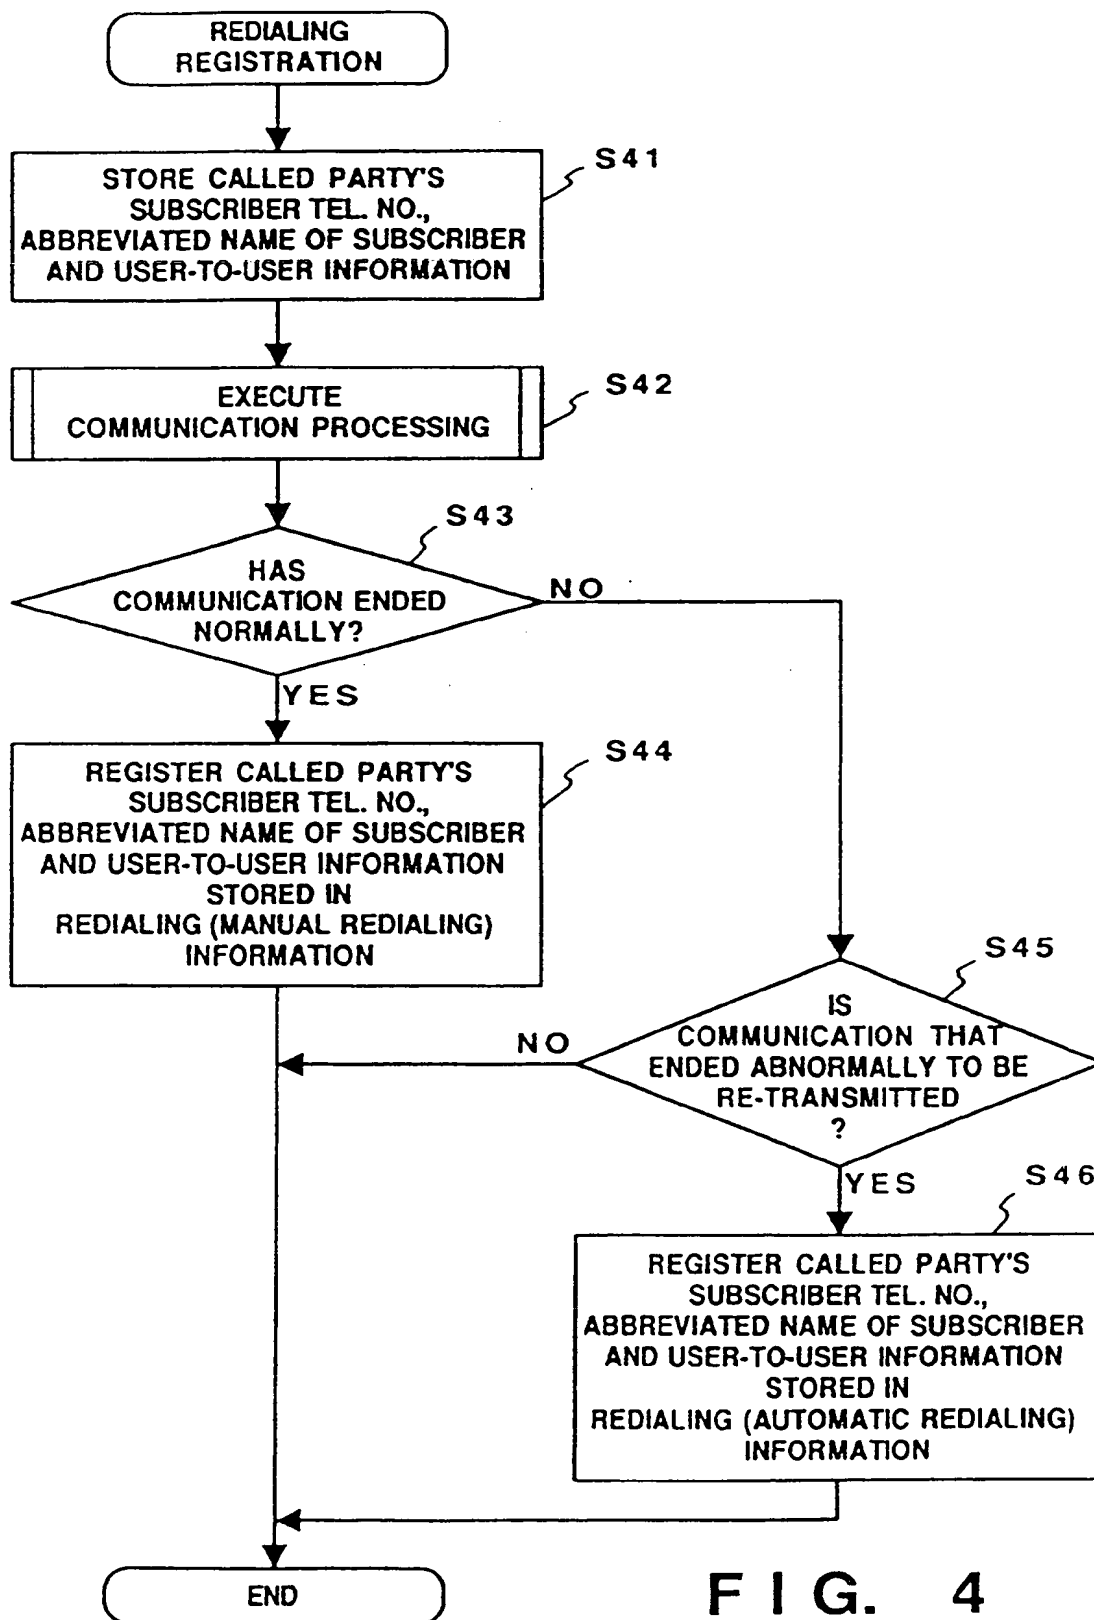 REDIALING
REGISTRATION
S41
STORE CALLED PARTY'S
SUBSCRIBER TEL. NO.,
ABBREVIATED NAME OF SUBSCRIBER
AND USER-TO-USER INFORMATION
S42
EXECUTE
COMMUNICATION PROCESSING
S43
HAS
COMMUNICATION ENDED
NORMALLY?
NO
YES
S44
REGISTER CALLED PARTY'S
SUBSCRIBER TEL. NO.,
ABBREVIATED NAME OF SUBSCRIBER
AND USER-TO-USER INFORMATION
STORED IN
REDIALING (MANUAL REDIALING)
INFORMATION
S45
IS
COMMUNICATION THAT
ENDED ABNORMALLY TO BE
RE-TRANSMITTED
?
NO
YES
S46
REGISTER CALLED PARTY'S
SUBSCRIBER TEL. NO.,
ABBREVIATED NAME OF SUBSCRIBER
AND USER-TO-USER INFORMATION
STORED IN
REDIALING (AUTOMATIC REDIALING)
INFORMATION
END
FIG. 4